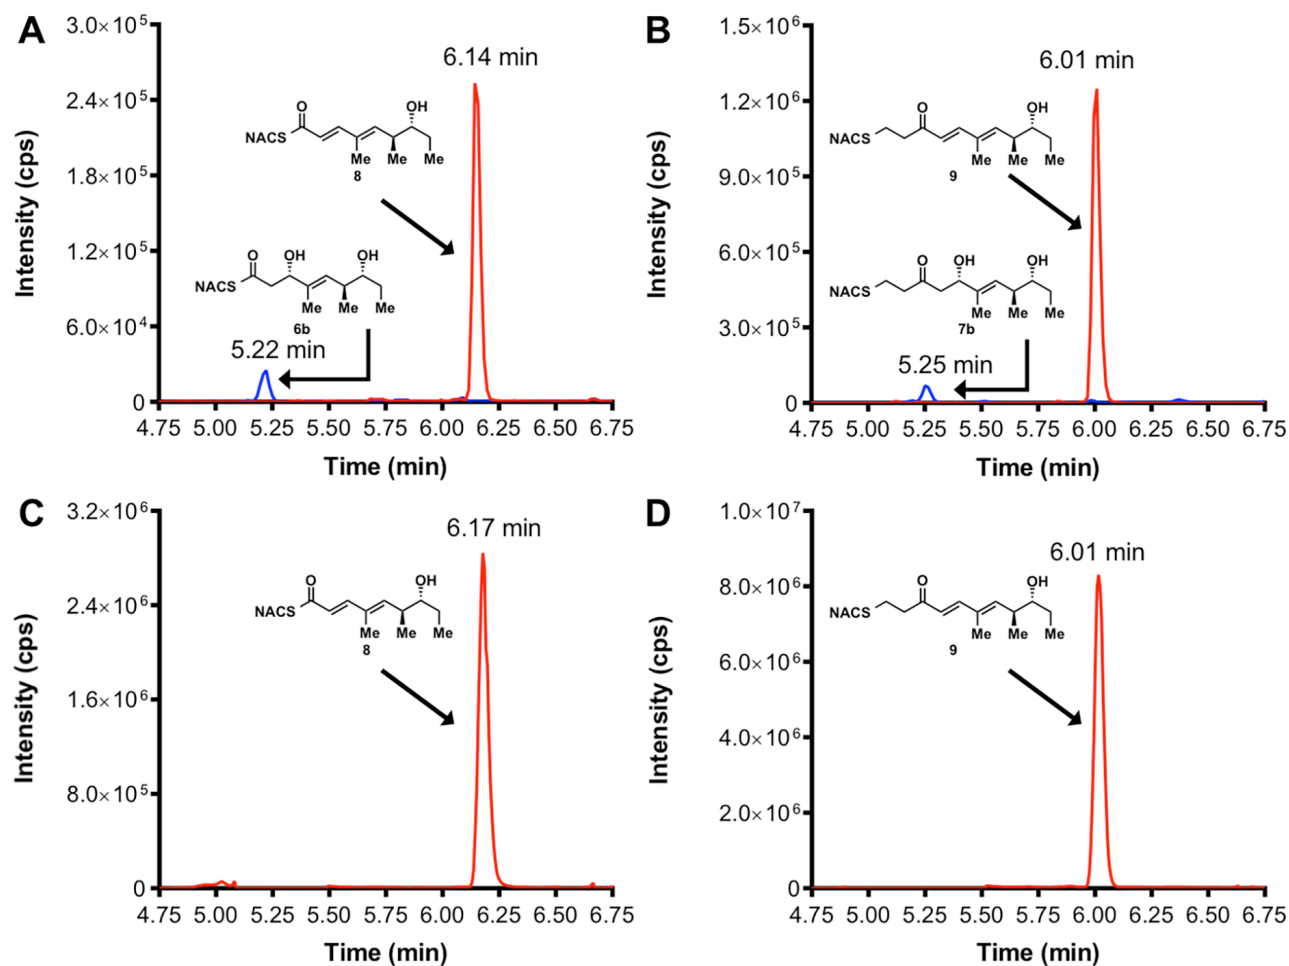 A
Intensity (cps)
3.0×10⁵
2.4×10⁵
1.8×10⁵
1.2×10⁵
6.0×10⁴
0
6.14 min
O
OH
NACS
Me
Me
Me
8
O
OH
OH
NACS
Me
Me
Me
6b
5.22 min
4.75 5.00 5.25 5.50 5.75 6.00 6.25 6.50 6.75
Time (min)
B
Intensity (cps)
1.5×10⁶
1.2×10⁶
9.0×10⁵
6.0×10⁵
3.0×10⁵
0
6.01 min
O
OH
NACS
Me
Me
Me
9
O
OH
OH
NACS
Me
Me
Me
7b
5.25 min
4.75 5.00 5.25 5.50 5.75 6.00 6.25 6.50 6.75
Time (min)
C
Intensity (cps)
3.2×10⁶
2.4×10⁶
1.6×10⁶
8.0×10⁵
0
6.17 min
O
OH
NACS
Me
Me
Me
8
4.75 5.00 5.25 5.50 5.75 6.00 6.25 6.50 6.75
Time (min)
D
Intensity (cps)
1.0×10⁷
8.0×10⁶
6.0×10⁶
4.0×10⁶
2.0×10⁶
0
6.01 min
O
OH
NACS
Me
Me
Me
9
4.75 5.00 5.25 5.50 5.75 6.00 6.25 6.50 6.75
Time (min)